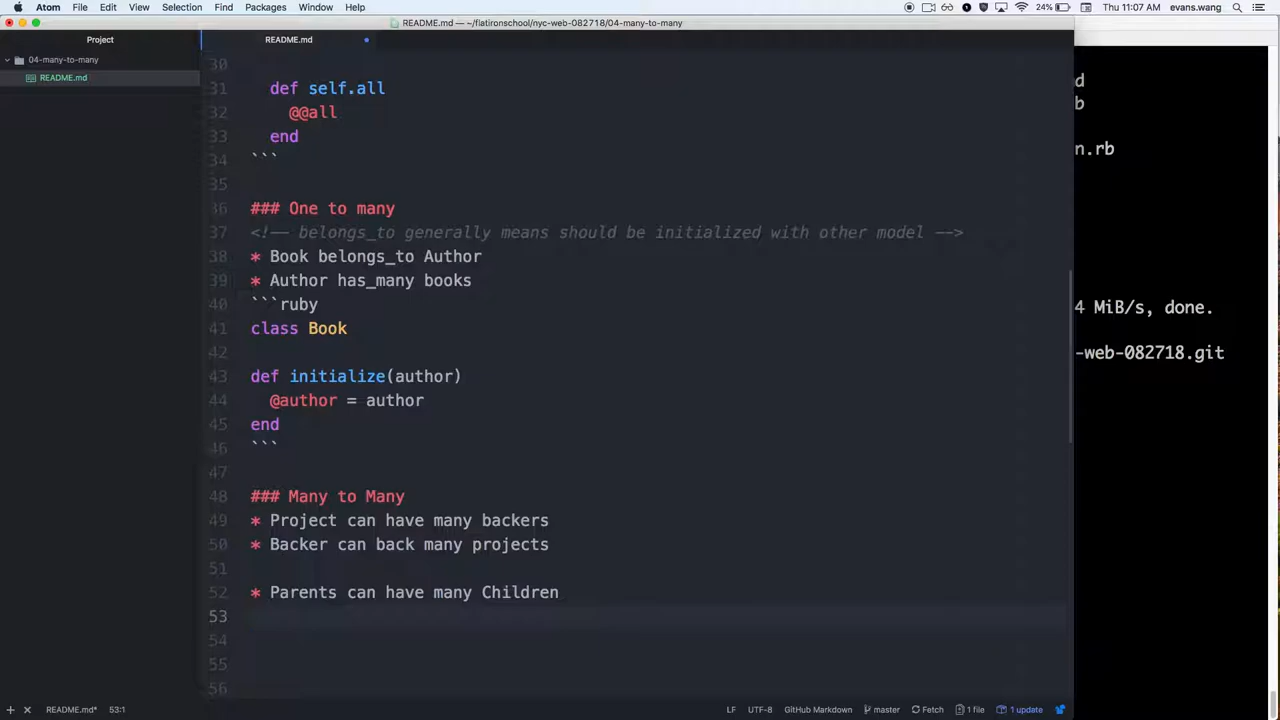 Atom File Edit View Selection Find Packages Window Help 24% Thu 11:07 AM evans.wang
README.md — ~/flatironschool/nyc-web-082718/04-many-to-many
Project
README.md
04-many-to-many
README.md
30
31 def self.all
32 @@all
33 end
34 ```
35
36 ### One to many
37 <!-- belongs_to generally means should be initialized with other model -->
38 * Book belongs_to Author
39 * Author has_many books
40 ```ruby
41 class Book
42
43 def initialize(author)
44 @author = author
45 end
46 ```
47
48 ### Many to Many
49 * Project can have many backers
50 * Backer can back many projects
51
52 * Parents can have many Children
53
54
55
56
d
b
n.rb
4 MiB/s, done.
-web-082718.git
README.md* 53:1 LF UTF-8 GitHub Markdown master Fetch 1 file 1 update